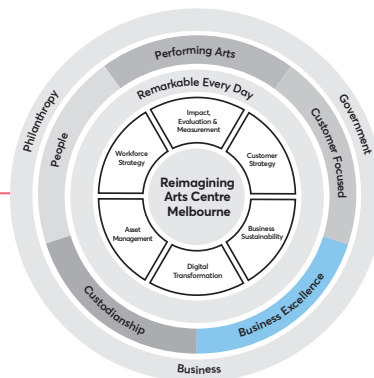 Philanthropy
Government
Business
Performing Arts
People
Customer Focused
Custodianship
Business Excellence
Remarkable Every Day
Impact,
Evaluation &
Measurement
Workforce
Strategy
Customer
Strategy
Reimagining
Arts Centre
Melbourne
Asset
Management
Business
Sustainability
Digital
Transformation